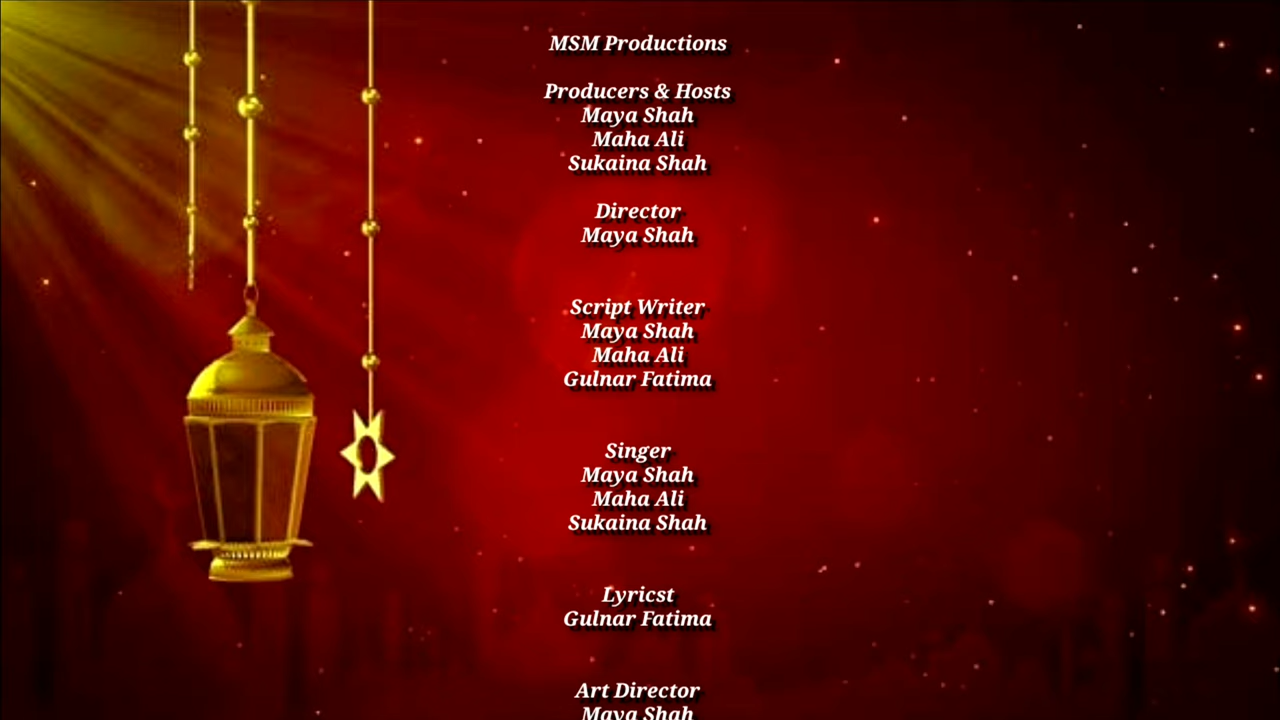 MSM Productions
Producers & Hosts
Maya Shah
Maha Ali
Sukaina Shah
Director
Maya Shah
Script Writer
Maya Shah
Maha Ali
Gulnar Fatima
Singer
Maya Shah
Maha Ali
Sukaina Shah
Lyricst
Gulnar Fatima
Art Director
Maya Shah